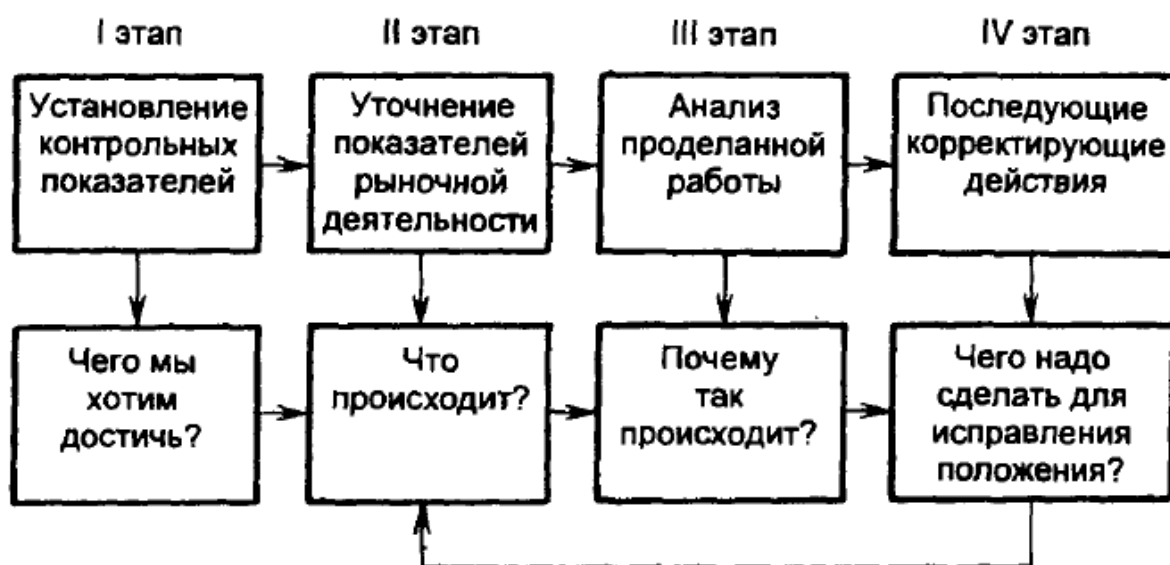 I этап
II этап
III этап
IV этап
Установление
контрольных
показателей
Уточнение
показателей
рыночной
деятельности
Анализ
проделанной
работы
Последующие
корректирующие
действия
Чего мы
хотим
достичь?
Что
происходит?
Почему
так
происходит?
Чего надо
сделать для
исправления
положения?